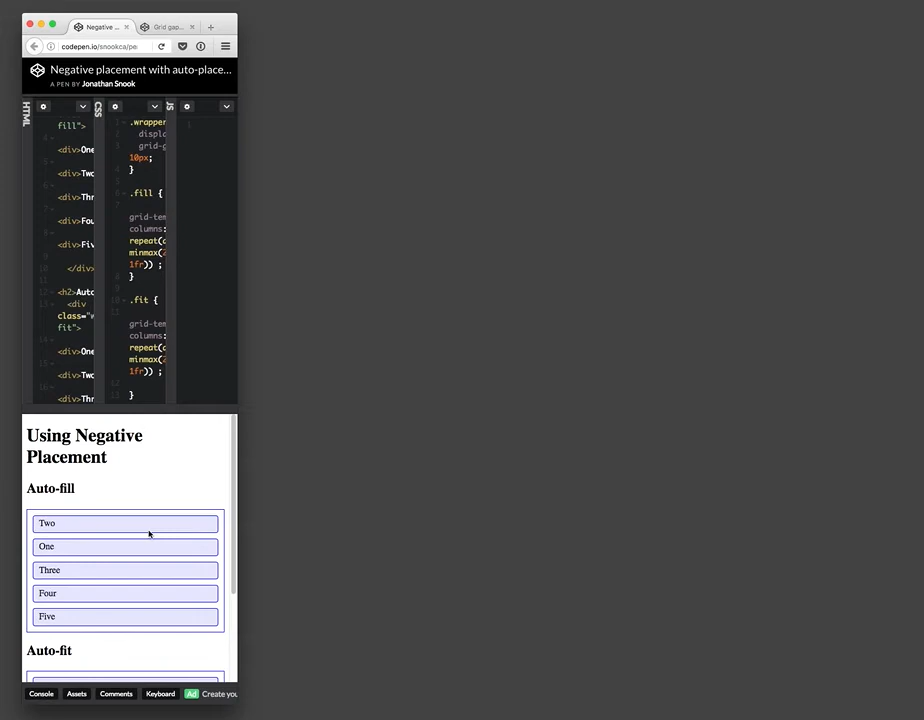 Negative ...
Grid gap...
codepen.io/snookca/pe
Negative placement with auto-place...
A PEN BY Jonathan Snook
HTML
fill">
<div>One
<div>Two
<div>Thr
<div>Fou
<div>Fiv
</div>
<h2>Auto
<div
class="w
fit">
<div>One
<div>Two
<div>Thr
CSS
.wrapper
displa
grid-g
10px;
}
.fill {
grid-tem
columns:
repeat(a
minmax(2
1fr)) ;
}
.fit {
grid-tem
columns:
repeat(a
minmax(2
1fr)) ;
}
JS
1
Using Negative
Placement
Auto-fill
Two
One
Three
Four
Five
Auto-fit
Console Assets Comments Keyboard Ad Create you